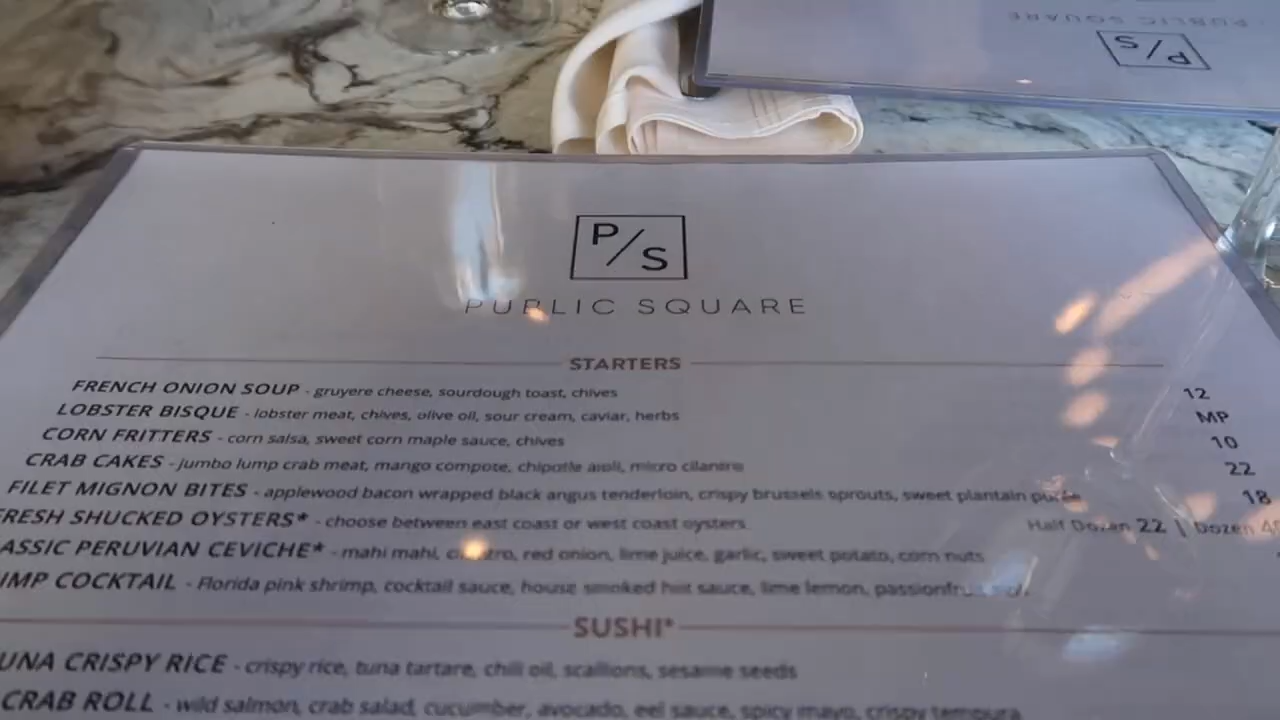 PUBLIC SQUARE
P/S
P/S
PUBLIC SQUARE
STARTERS
FRENCH ONION SOUP - gruyere cheese, sourdough toast, chives 12
LOBSTER BISQUE - lobster meat, chives, olive oil, sour cream, caviar, herbs MP
CORN FRITTERS - corn salsa, sweet corn maple sauce, chives 10
CRAB CAKES - jumbo lump crab meat, mango compote, chipotle aioli, micro cilantro 22
FILET MIGNON BITES - applewood bacon wrapped black angus tenderloin, crispy brussels sprouts, sweet plantain purée 18
RESH SHUCKED OYSTERS* - choose between east coast or west coast oysters Half Dozen 22 | Dozen
ASSIC PERUVIAN CEVICHE* - mahi mahi, cilantro, red onion, lime juice, garlic, sweet potato, corn nuts
IMP COCKTAIL - Florida pink shrimp, cocktail sauce, house smoked hot sauce, lime lemon,
SUSHI*
UNA CRISPY RICE - crispy rice, tuna tartare, chili oil, scallions, sesame seeds
CRAB ROLL - wild salmon, crab salad, cucumber, avocado, eel sauce, spicy mayo, crispy tempura